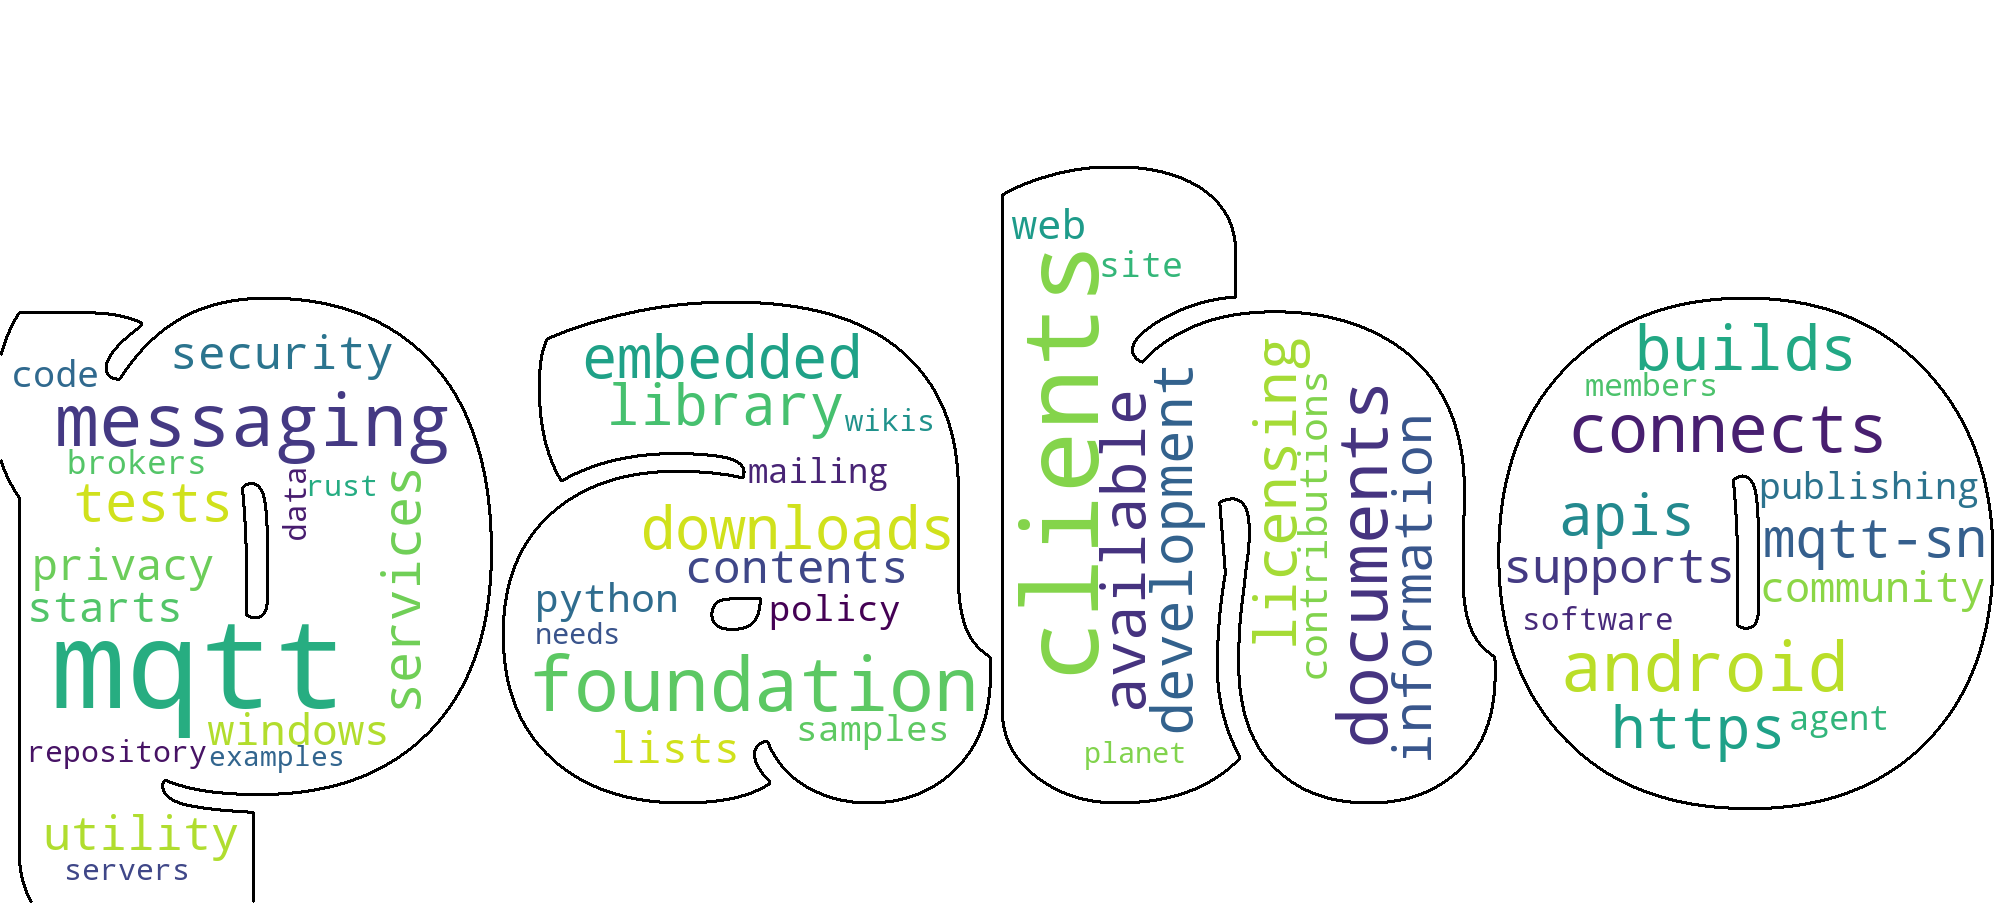 code
security
messaging
brokers
tests
data
rust
services
privacy
starts
mqtt
windows
repository
examples
utility
servers
embedded
library
wikis
mailing
downloads
contents
python
policy
needs
foundation
samples
lists
web
site
clients
available
development
planet
licensing
contributions
documents
information
builds
members
connects
publishing
apis
mqtt-sn
supports
community
software
android
https
agent